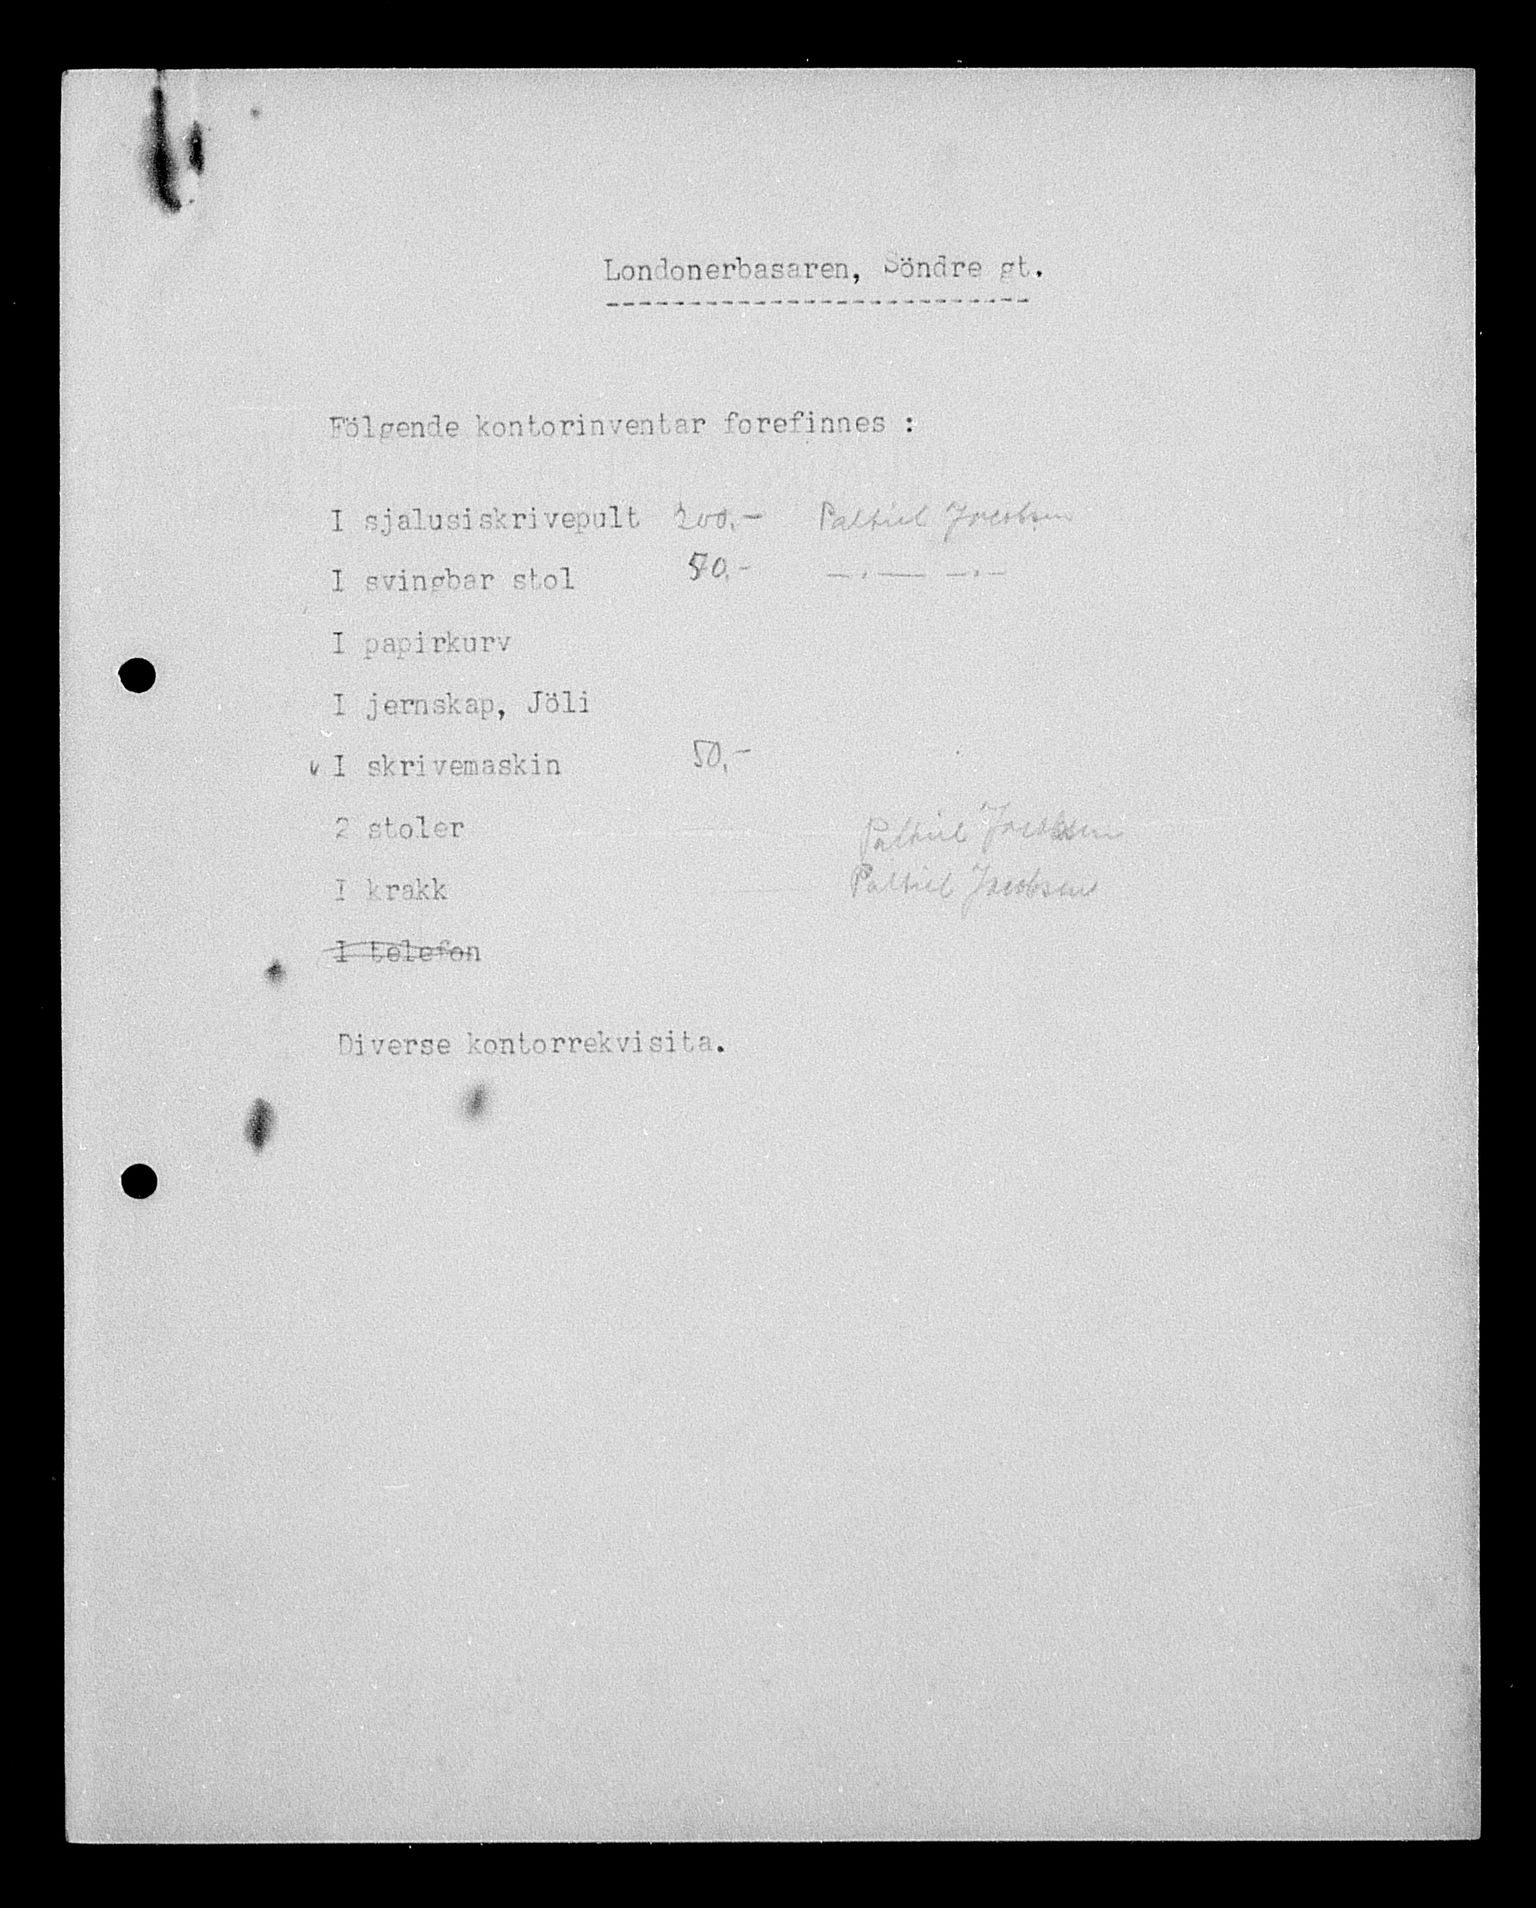 Londonerbasaren, Söndre gt.
Fölgende kontorinventar forefinnes :
I sjalusiskrivepult 200.- Paltiel Jacobsen
I svingbar stol 50.- — . — — . —
I papirkurv
I jernskap, Jöli
v I skrivemaskin 50,-
2 stoler Paltiel Jacobsen
I krakk Paltiel Jacobsen
I telefon
Diverse kontorrekvisita.